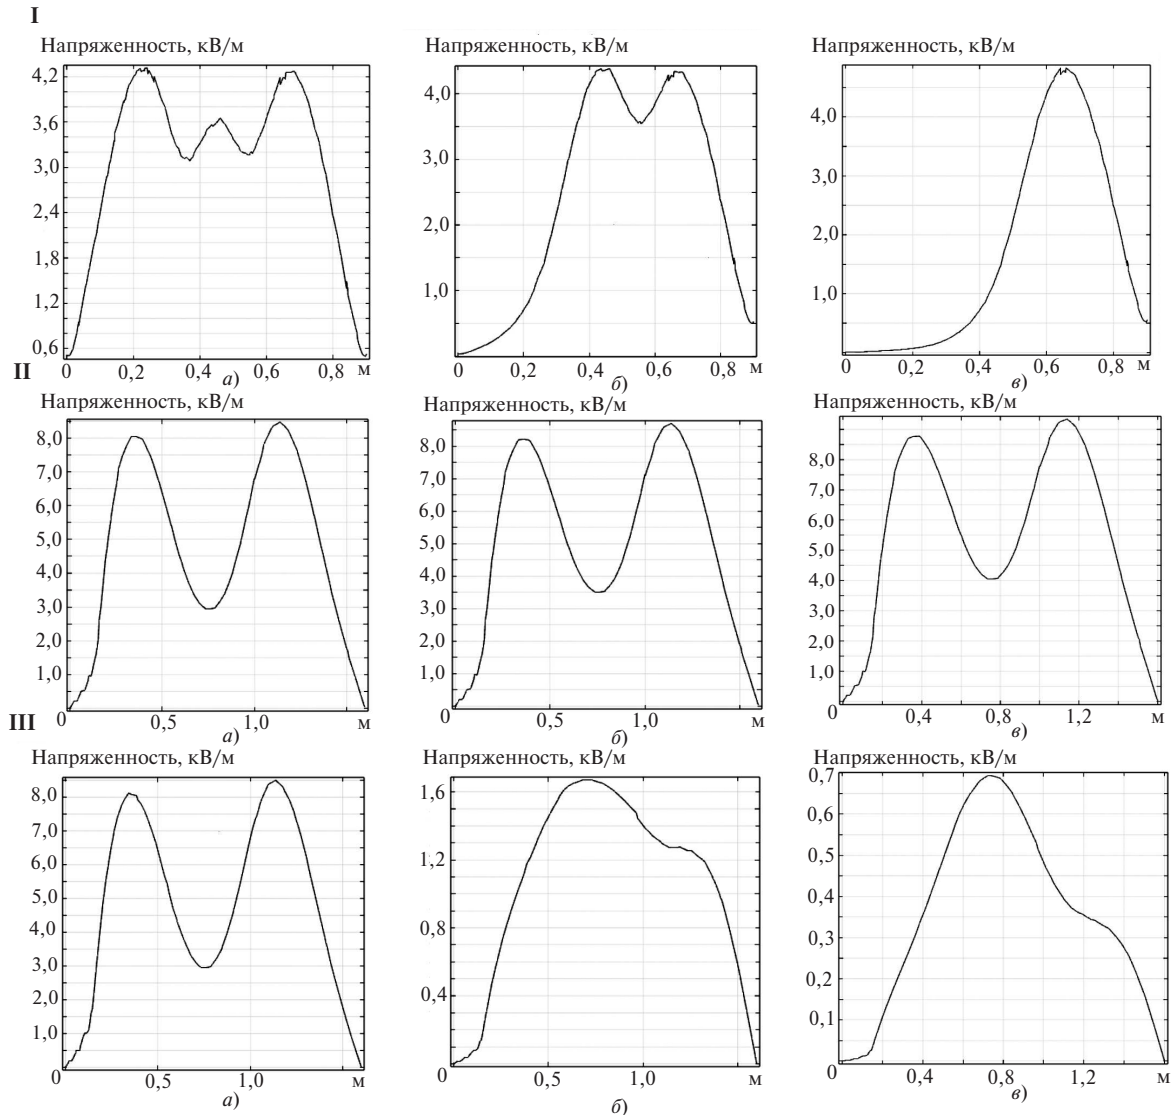 I
Напряженность, кВ/м
4,2
3,6
3,0
2,4
1,8
1,2
0,6
0 0,2 0,4 0,6 0,8 м
а)
Напряженность, кВ/м
4,0
3,0
2,0
1,0
0 0,2 0,4 0,6 0,8 м
б)
Напряженность, кВ/м
4,0
3,0
2,0
1,0
0 0,2 0,4 0,6 0,8 м
в)
II
Напряженность, кВ/м
8,0
7,0
6,0
5,0
4,0
3,0
2,0
1,0
0 0,5 1,0 м
а)
Напряженность, кВ/м
8,0
7,0
6,0
5,0
4,0
3,0
2,0
1,0
0 0,5 1,0 м
б)
Напряженность, кВ/м
8,0
7,0
6,0
5,0
4,0
3,0
2,0
1,0
0 0,4 0,8 1,2 м
в)
III
Напряженность, кВ/м
8,0
7,0
6,0
5,0
4,0
3,0
2,0
1,0
0 0,5 1,0 м
а)
Напряженность, кВ/м
1,6
1,2
0,8
0,4
0 0,5 1,0 м
б)
Напряженность, кВ/м
0,7
0,6
0,5
0,4
0,3
0,2
0,1
0 0,4 0,8 1,2 м
в)